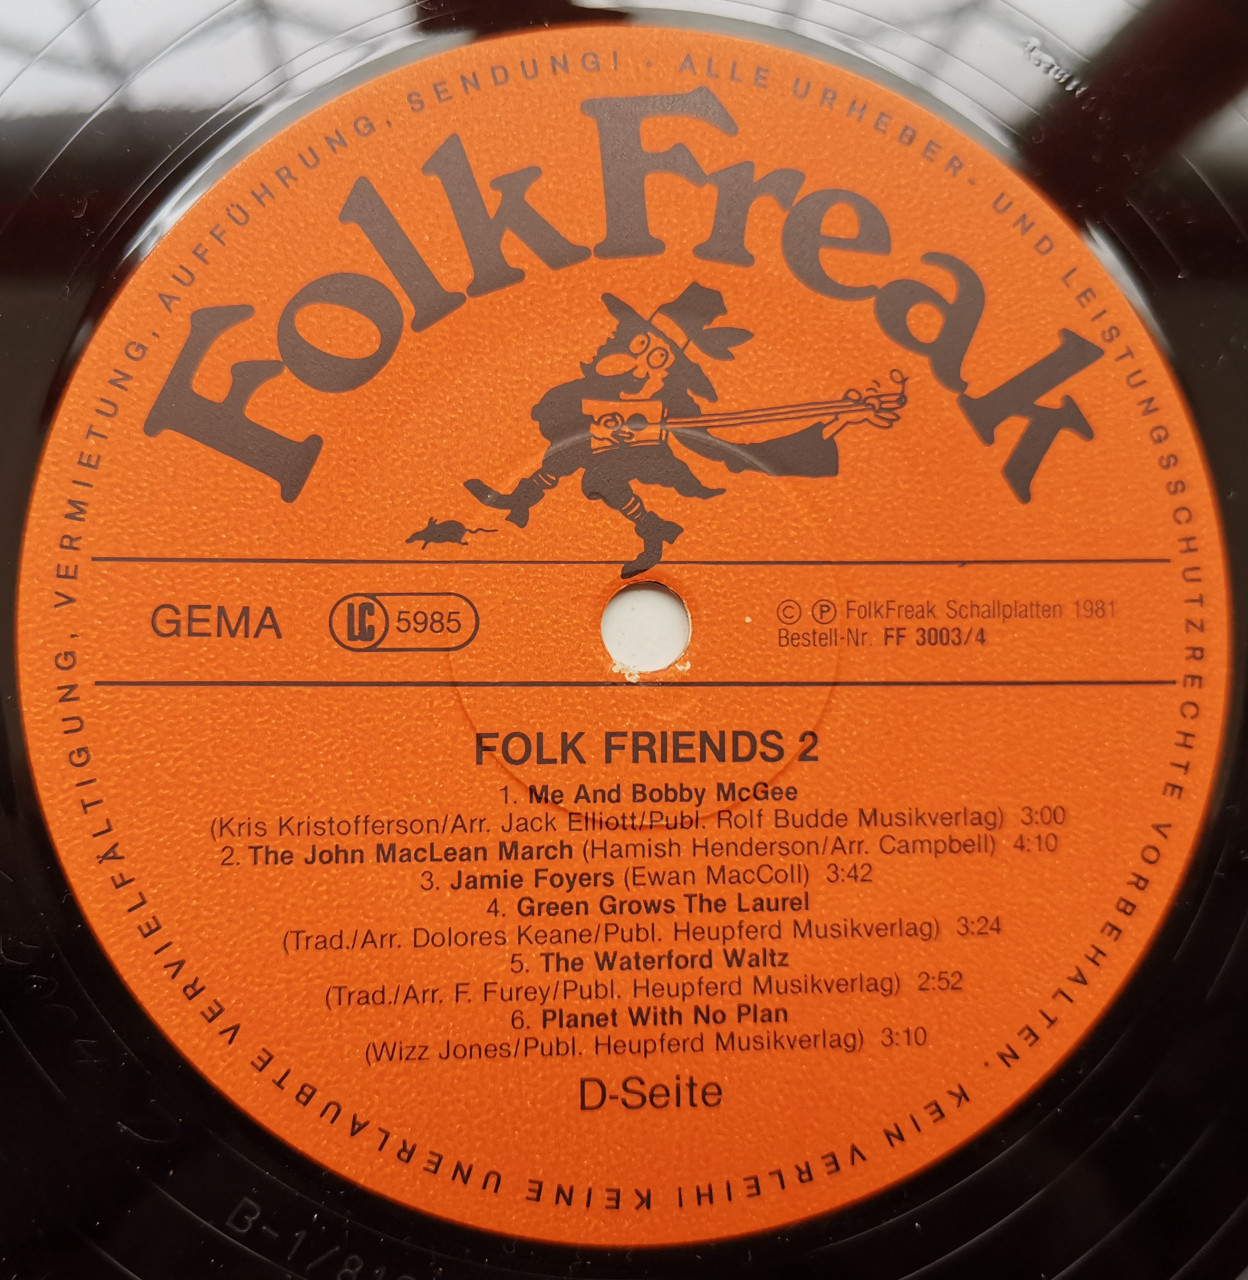 ALLE URHEBER- UND LEISTUNGSSCHUTZRECHTE VORBEHALTEN. KEIN VERLEIH! KEINE UNERLAUBTE VERVIELFÄLTIGUNG, VERMIETUNG, AUFFÜHRUNG, SENDUNG! ·
FolkFreak
GEMA LC 5985
© ℗ FolkFreak Schallplatten 1981
Bestell-Nr. FF 3003/4
FOLK FRIENDS 2
1. Me And Bobby McGee
(Kris Kristofferson/Arr. Jack Elliott/Publ. Rolf Budde Musikverlag) 3:00
2. The John MacLean March (Hamish Henderson/Arr. Campbell) 4:10
3. Jamie Foyers (Ewan MacColl) 3:42
4. Green Grows The Laurel
(Trad./Arr. Dolores Keane/Publ. Heupferd Musikverlag) 3:24
5. The Waterford Waltz
(Trad./Arr. F. Furey/Publ. Heupferd Musikverlag) 2:52
6. Planet With No Plan
(Wizz Jones/Publ. Heupferd Musikverlag) 3:10
D-Seite